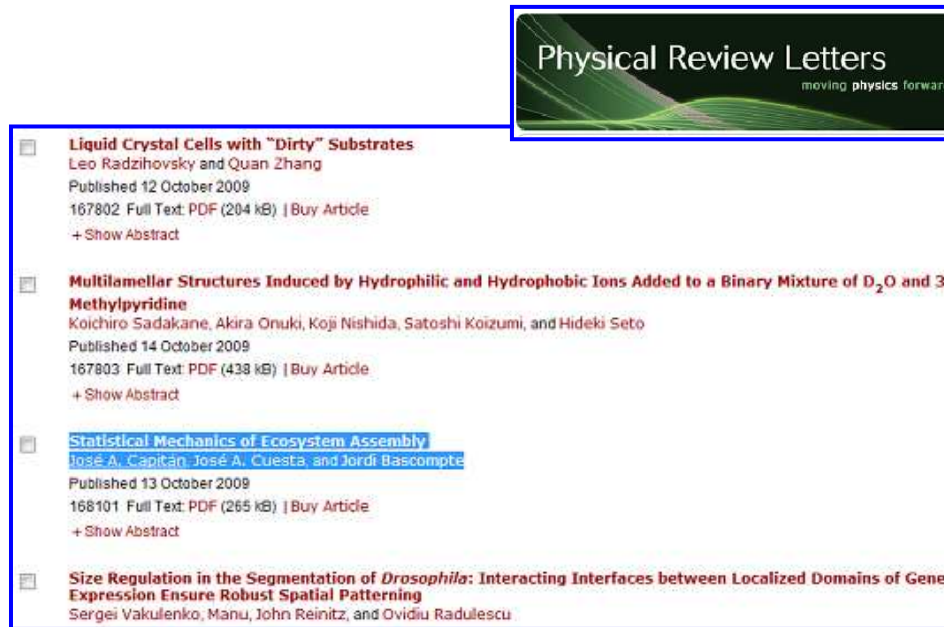 Physical Review Letters
moving physics forwar
Liquid Crystal Cells with "Dirty" Substrates
Leo Radzihovsky and Quan Zhang
Published 12 October 2009
167802 Full Text: PDF (204 kB) | Buy Article
+ Show Abstract
Multilamellar Structures Induced by Hydrophilic and Hydrophobic Ions Added to a Binary Mixture of D₂O and 3
Methylpyridine
Koichiro Sadakane, Akira Onuki, Koji Nishida, Satoshi Koizumi, and Hideki Seto
Published 14 October 2009
167803 Full Text: PDF (438 kB) | Buy Article
+ Show Abstract
Statistical Mechanics of Ecosystem Assembly
José A. Capitán, José A. Cuesta, and Jordi Bascompte
Published 13 October 2009
168101 Full Text: PDF (265 kB) | Buy Article
+ Show Abstract
Size Regulation in the Segmentation of Drosophila: Interacting Interfaces between Localized Domains of Gene
Expression Ensure Robust Spatial Patterning
Sergei Vakulenko, Manu, John Reinitz, and Ovidiu Radulescu